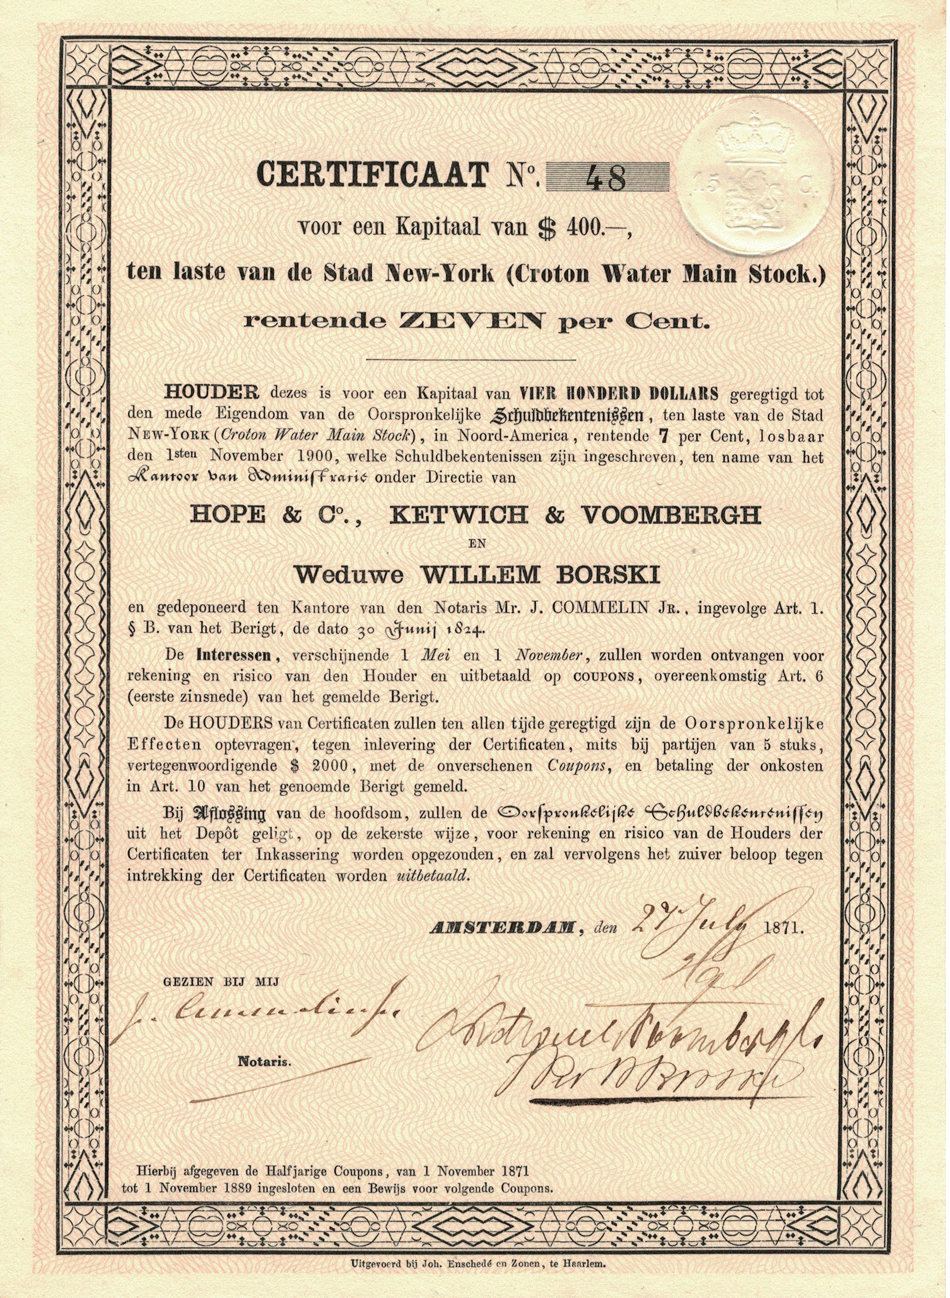 CERTIFICAAT Nº. 48
15 C.
voor een Kapitaal van $ 400.—,
ten laste van de Stad New-York (Croton Water Main Stock.)
rentende ZEVEN per Cent.
HOUDER dezes is voor een Kapitaal van VIER HONDERD DOLLARS geregtigd tot
den mede Eigendom van de Oorspronkelijke Schuldbekentenissen, ten laste van de Stad
NEW-YORK (Croton Water Main Stock), in Noord-America, rentende 7 per Cent, losbaar
den 1sten November 1900, welke Schuldbekentenissen zijn ingeschreven, ten name van het
Kantoor van Administratie onder Directie van
HOPE & Cº., KETWICH & VOOMBERGH
EN
Weduwe WILLEM BORSKI
en gedeponeerd ten Kantore van den Notaris Mr. J. COMMELIN JR., ingevolge Art. 1.
§ B. van het Berigt, de dato 30 Junij 1824.
De Interessen, verschijnende 1 Mei en 1 November, zullen worden ontvangen voor
rekening en risico van den Houder en uitbetaald op COUPONS, overeenkomstig Art. 6
(eerste zinsnede) van het gemelde Berigt.
De HOUDERS van Certificaten zullen ten allen tijde geregtigd zijn de Oorspronkelijke
Effecten optevragen, tegen inlevering der Certificaten, mits bij partijen van 5 stuks,
vertegenwoordigende $ 2000, met de onverschenen Coupons, en betaling der onkosten
in Art. 10 van het genoemde Berigt gemeld.
Bij Aflossing van de hoofdsom, zullen de Oorspronkelijke Schuldbekentenissen
uit het Depôt geligt, op de zekerste wijze, voor rekening en risico van de Houders der
Certificaten ter Inkassering worden opgezonden, en zal vervolgens het zuiver beloop tegen
intrekking der Certificaten worden uitbetaald.
AMSTERDAM, den 27 July 1871.
GEZIEN BIJ MIJ
Notaris.
Hierbij afgegeven de Halfjarige Coupons, van 1 November 1871
tot 1 November 1889 ingesloten en een Bewijs voor volgende Coupons.
Uitgevoerd bij Joh. Enschedé en Zonen, te Haarlem.